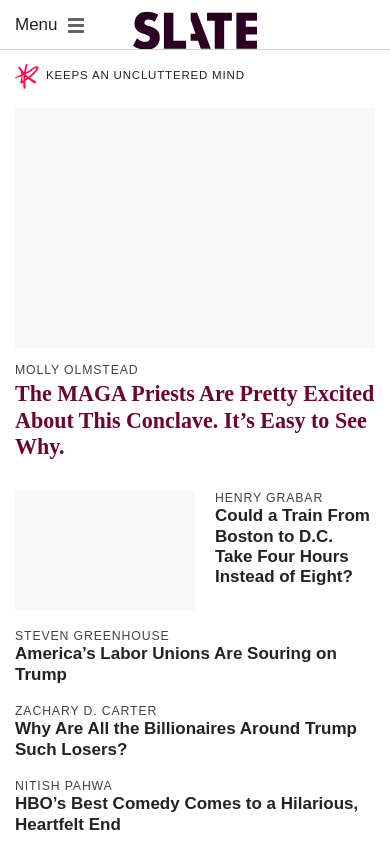 Menu
SLATE
KEEPS AN UNCLUTTERED MIND
MOLLY OLMSTEAD
The MAGA Priests Are Pretty Excited
About This Conclave. It’s Easy to See
Why.
HENRY GRABAR
Could a Train From
Boston to D.C.
Take Four Hours
Instead of Eight?
STEVEN GREENHOUSE
America’s Labor Unions Are Souring on
Trump
ZACHARY D. CARTER
Why Are All the Billionaires Around Trump
Such Losers?
NITISH PAHWA
HBO’s Best Comedy Comes to a Hilarious,
Heartfelt End